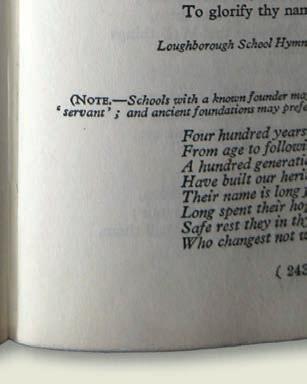 To glorify thy nam
Loughborough School Hymn
(NOTE.—Schools with a known founder may
'servant'; and ancient foundations may prefe
Four hundred years
From age to followi
A hundred generati
Have built our heri
Their name is long
Long spent their ho
Safe rest they in th
Who changest not
( 243